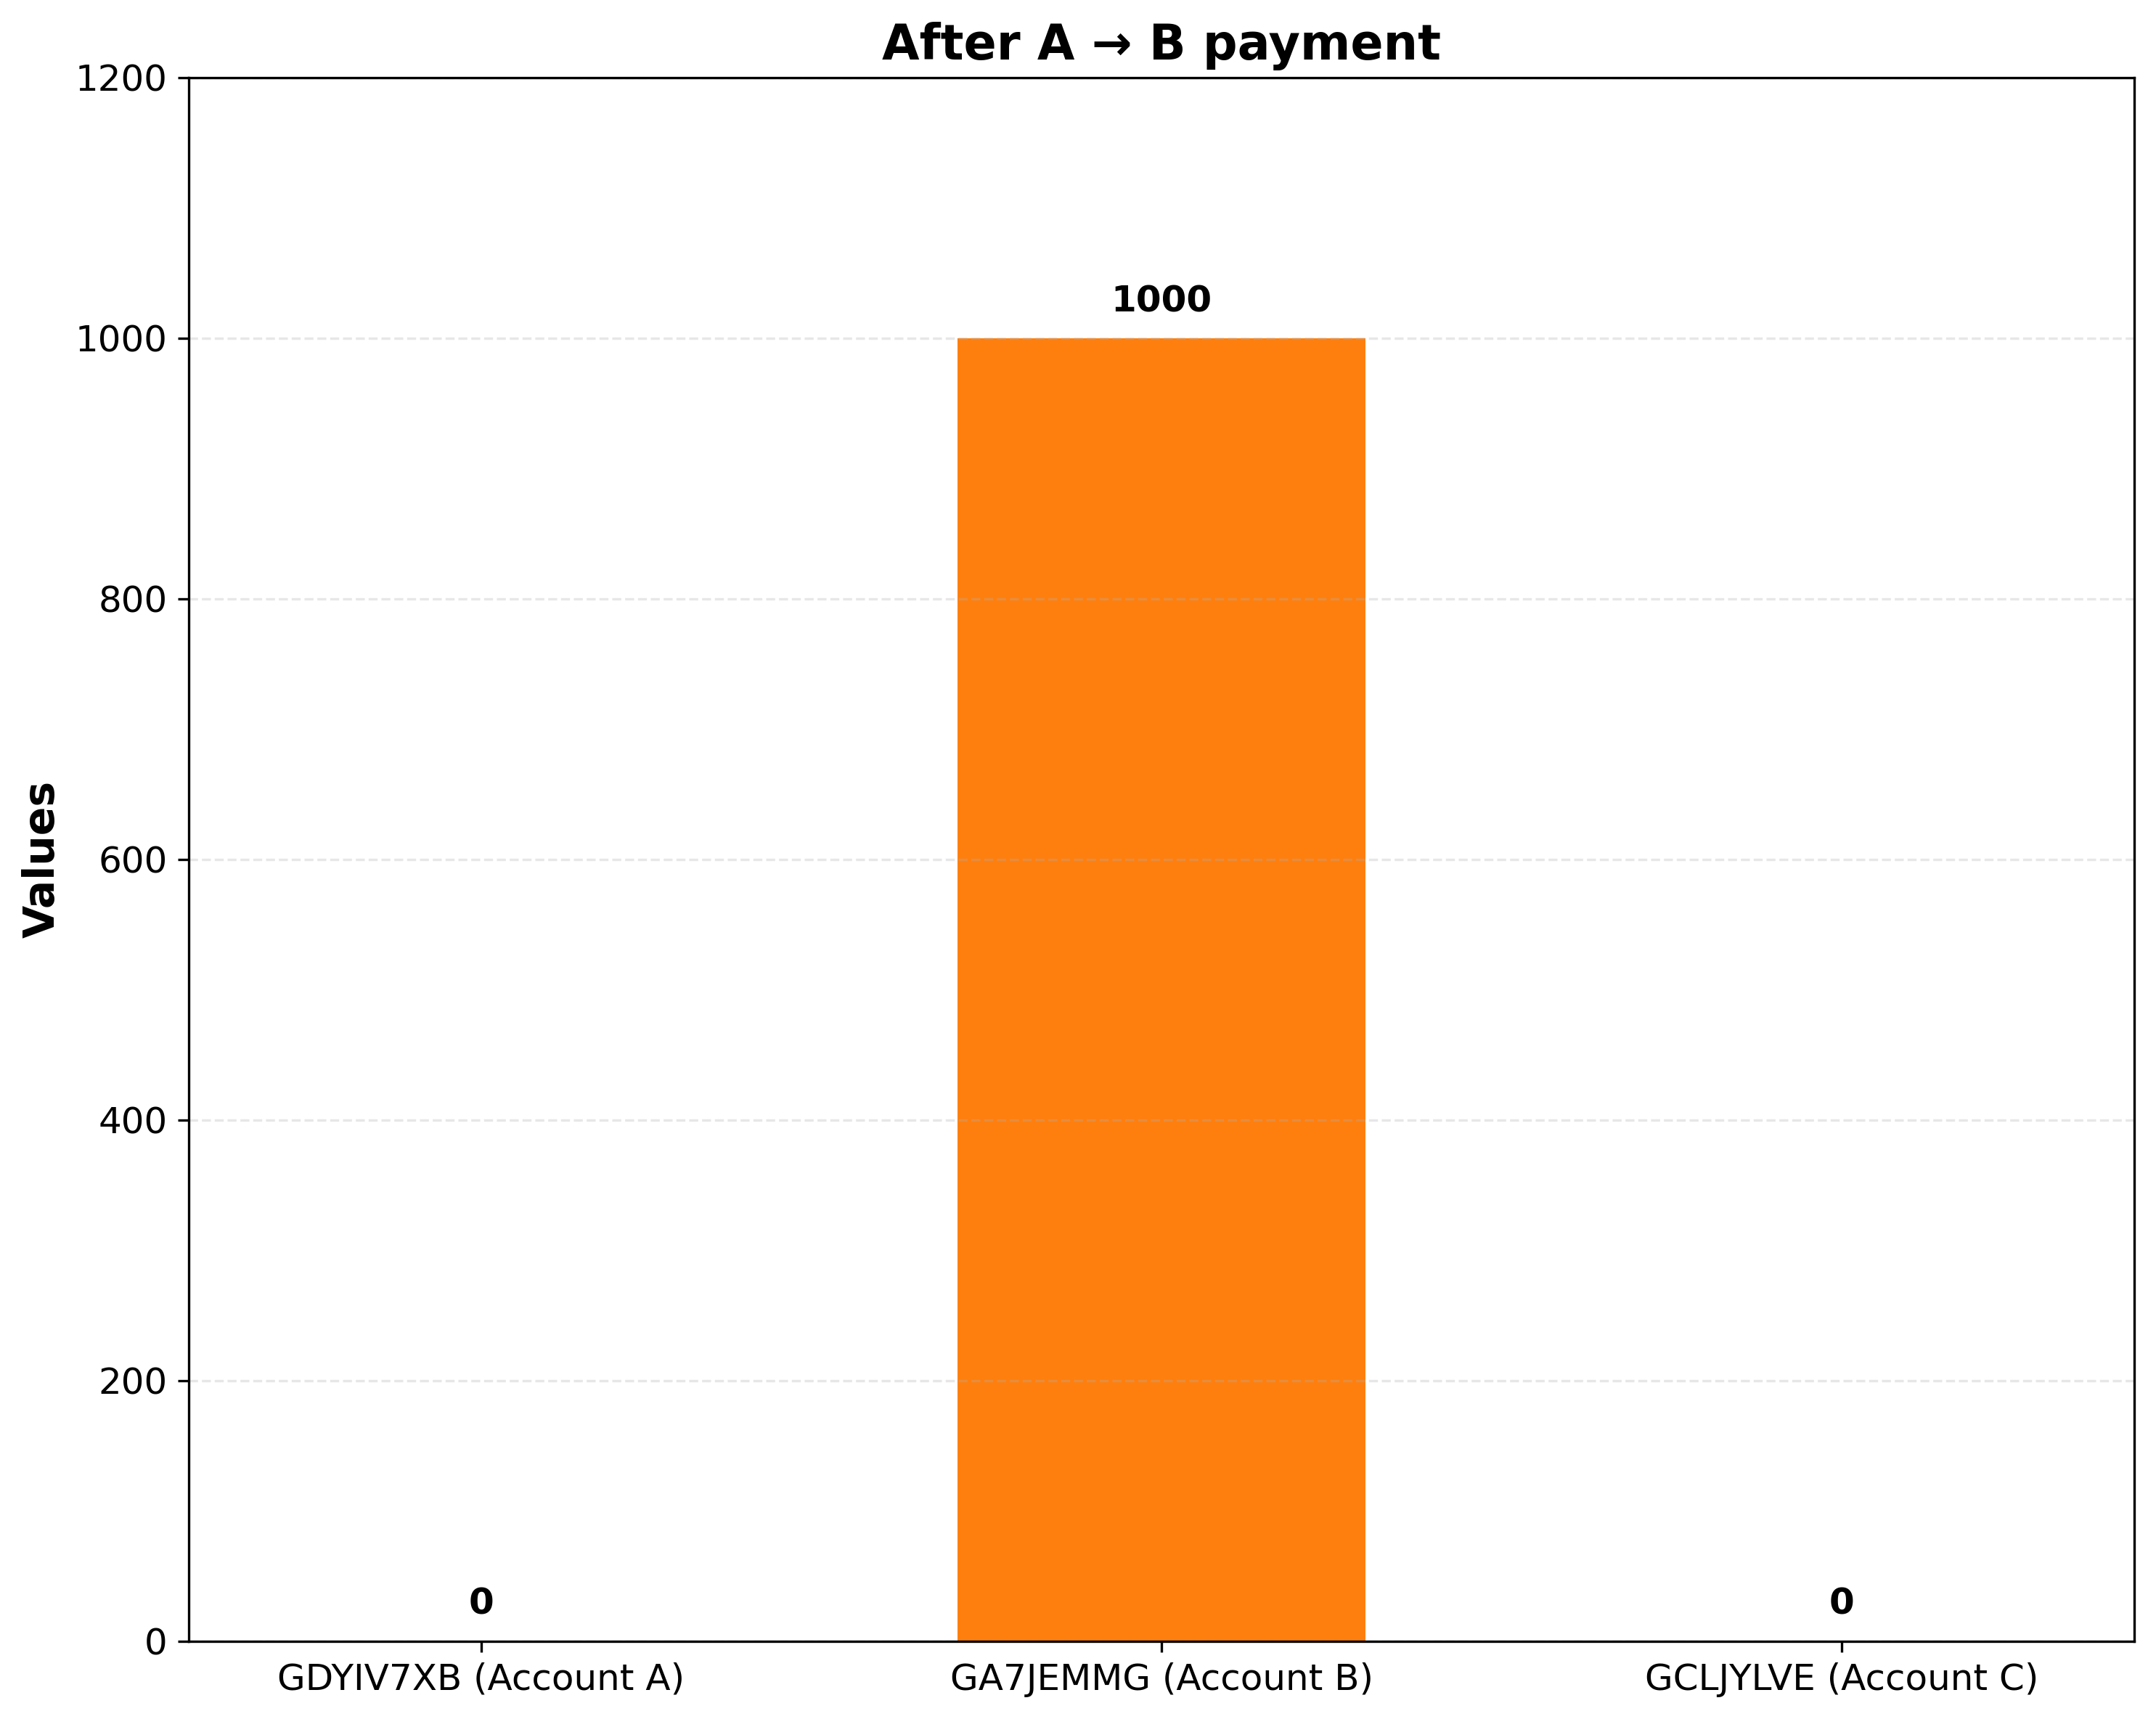 After A → B payment
Values
1200
1000
800
600
400
200
0
0
1000
0
GDYIV7XB (Account A)
GA7JEMMG (Account B)
GCLJYLVE (Account C)